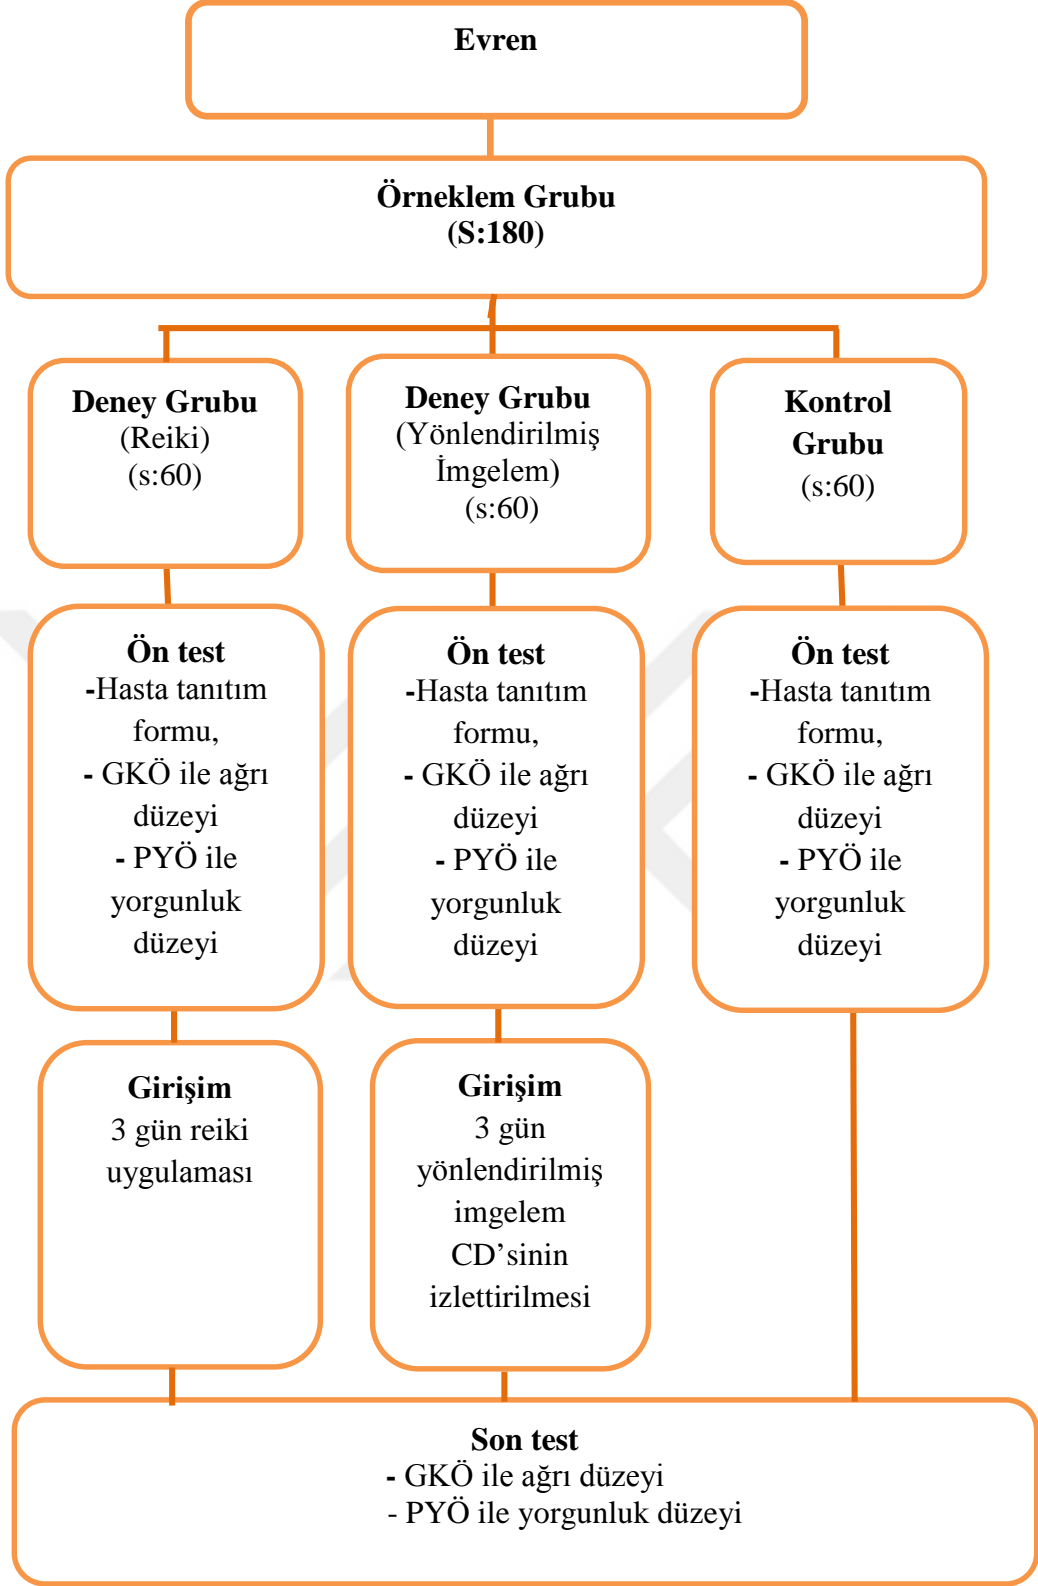 Evren
Örneklem Grubu
(S:180)
Deney Grubu
(Reiki)
(s:60)
Deney Grubu
(Yönlendirilmiş
İmgelem)
(s:60)
Kontrol
Grubu
(s:60)
Ön test
-Hasta tanıtım
formu,
- GKÖ ile ağrı
düzeyi
- PYÖ ile
yorgunluk
düzeyi
Ön test
-Hasta tanıtım
formu,
- GKÖ ile ağrı
düzeyi
- PYÖ ile
yorgunluk
düzeyi
Ön test
-Hasta tanıtım
formu,
- GKÖ ile ağrı
düzeyi
- PYÖ ile
yorgunluk
düzeyi
Girişim
3 gün reiki
uygulaması
Girişim
3 gün
yönlendirilmiş
imgelem
CD’sinin
izlettirilmesi
Son test
- GKÖ ile ağrı düzeyi
- PYÖ ile yorgunluk düzeyi